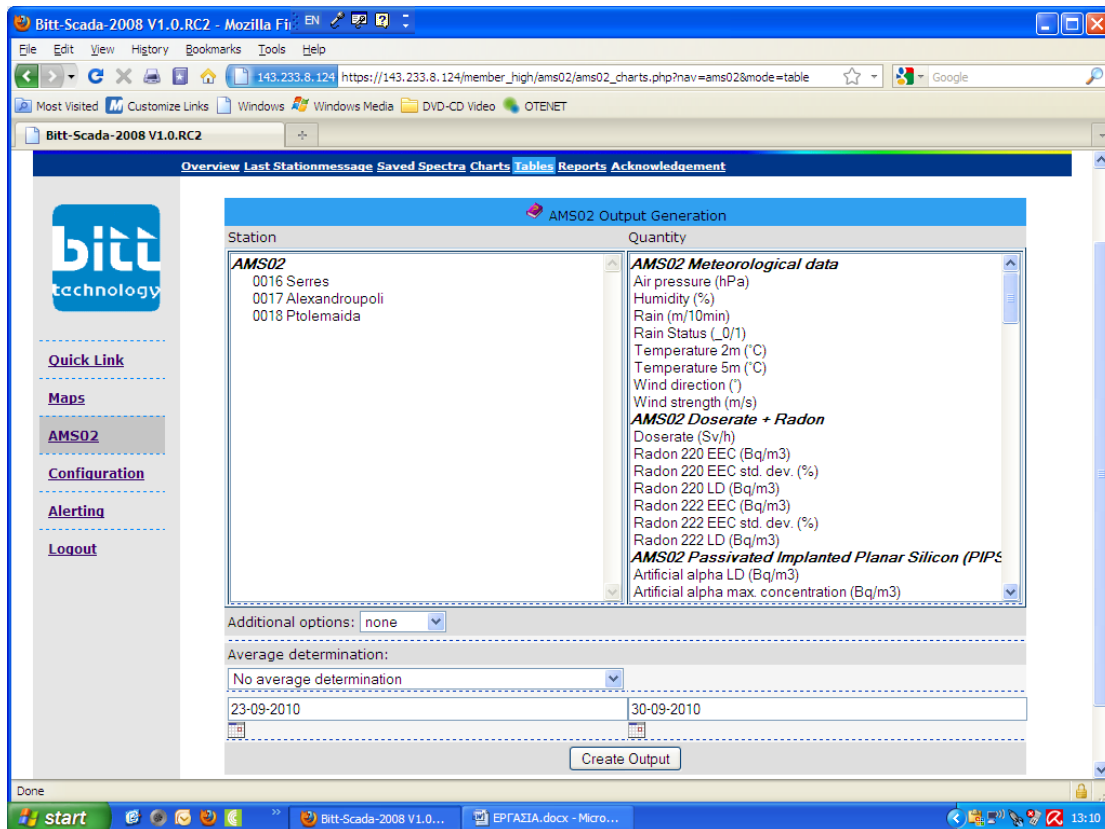 Bitt-Scada-2008 V1.0.RC2 - Mozilla Fi
EN
File Edit View History Bookmarks Tools Help
143.233.8.124 https://143.233.8.124/member_high/ams02/ams02_charts.php?nav=ams02&mode=table
Google
Most Visited Customize Links Windows Windows Media DVD-CD Video OTENET
Bitt-Scada-2008 V1.0.RC2
Overview Last Stationmessage Saved Spectra Charts Tables Reports Acknowledgement
bitt
technology
Quick Link
Maps
AMS02
Configuration
Alerting
Logout
AMS02 Output Generation
Station
AMS02
0016 Serres
0017 Alexandroupoli
0018 Ptolemaida
Quantity
AMS02 Meteorological data
Air pressure (hPa)
Humidity (%)
Rain (m/10min)
Rain Status (_0/1)
Temperature 2m (°C)
Temperature 5m (°C)
Wind direction (°)
Wind strength (m/s)
AMS02 Doserate + Radon
Doserate (Sv/h)
Radon 220 EEC (Bq/m3)
Radon 220 EEC std. dev. (%)
Radon 220 LD (Bq/m3)
Radon 222 EEC (Bq/m3)
Radon 222 EEC std. dev. (%)
Radon 222 LD (Bq/m3)
AMS02 Passivated Implanted Planar Silicon (PIPS
Artificial alpha LD (Bq/m3)
Artificial alpha max. concentration (Bq/m3)
Additional options: none
Average determination:
No average determination
23-09-2010 30-09-2010
Create Output
Done
start
Bitt-Scada-2008 V1.0...
ΕΡΓΑΣΙΑ.docx - Micro...
13:10